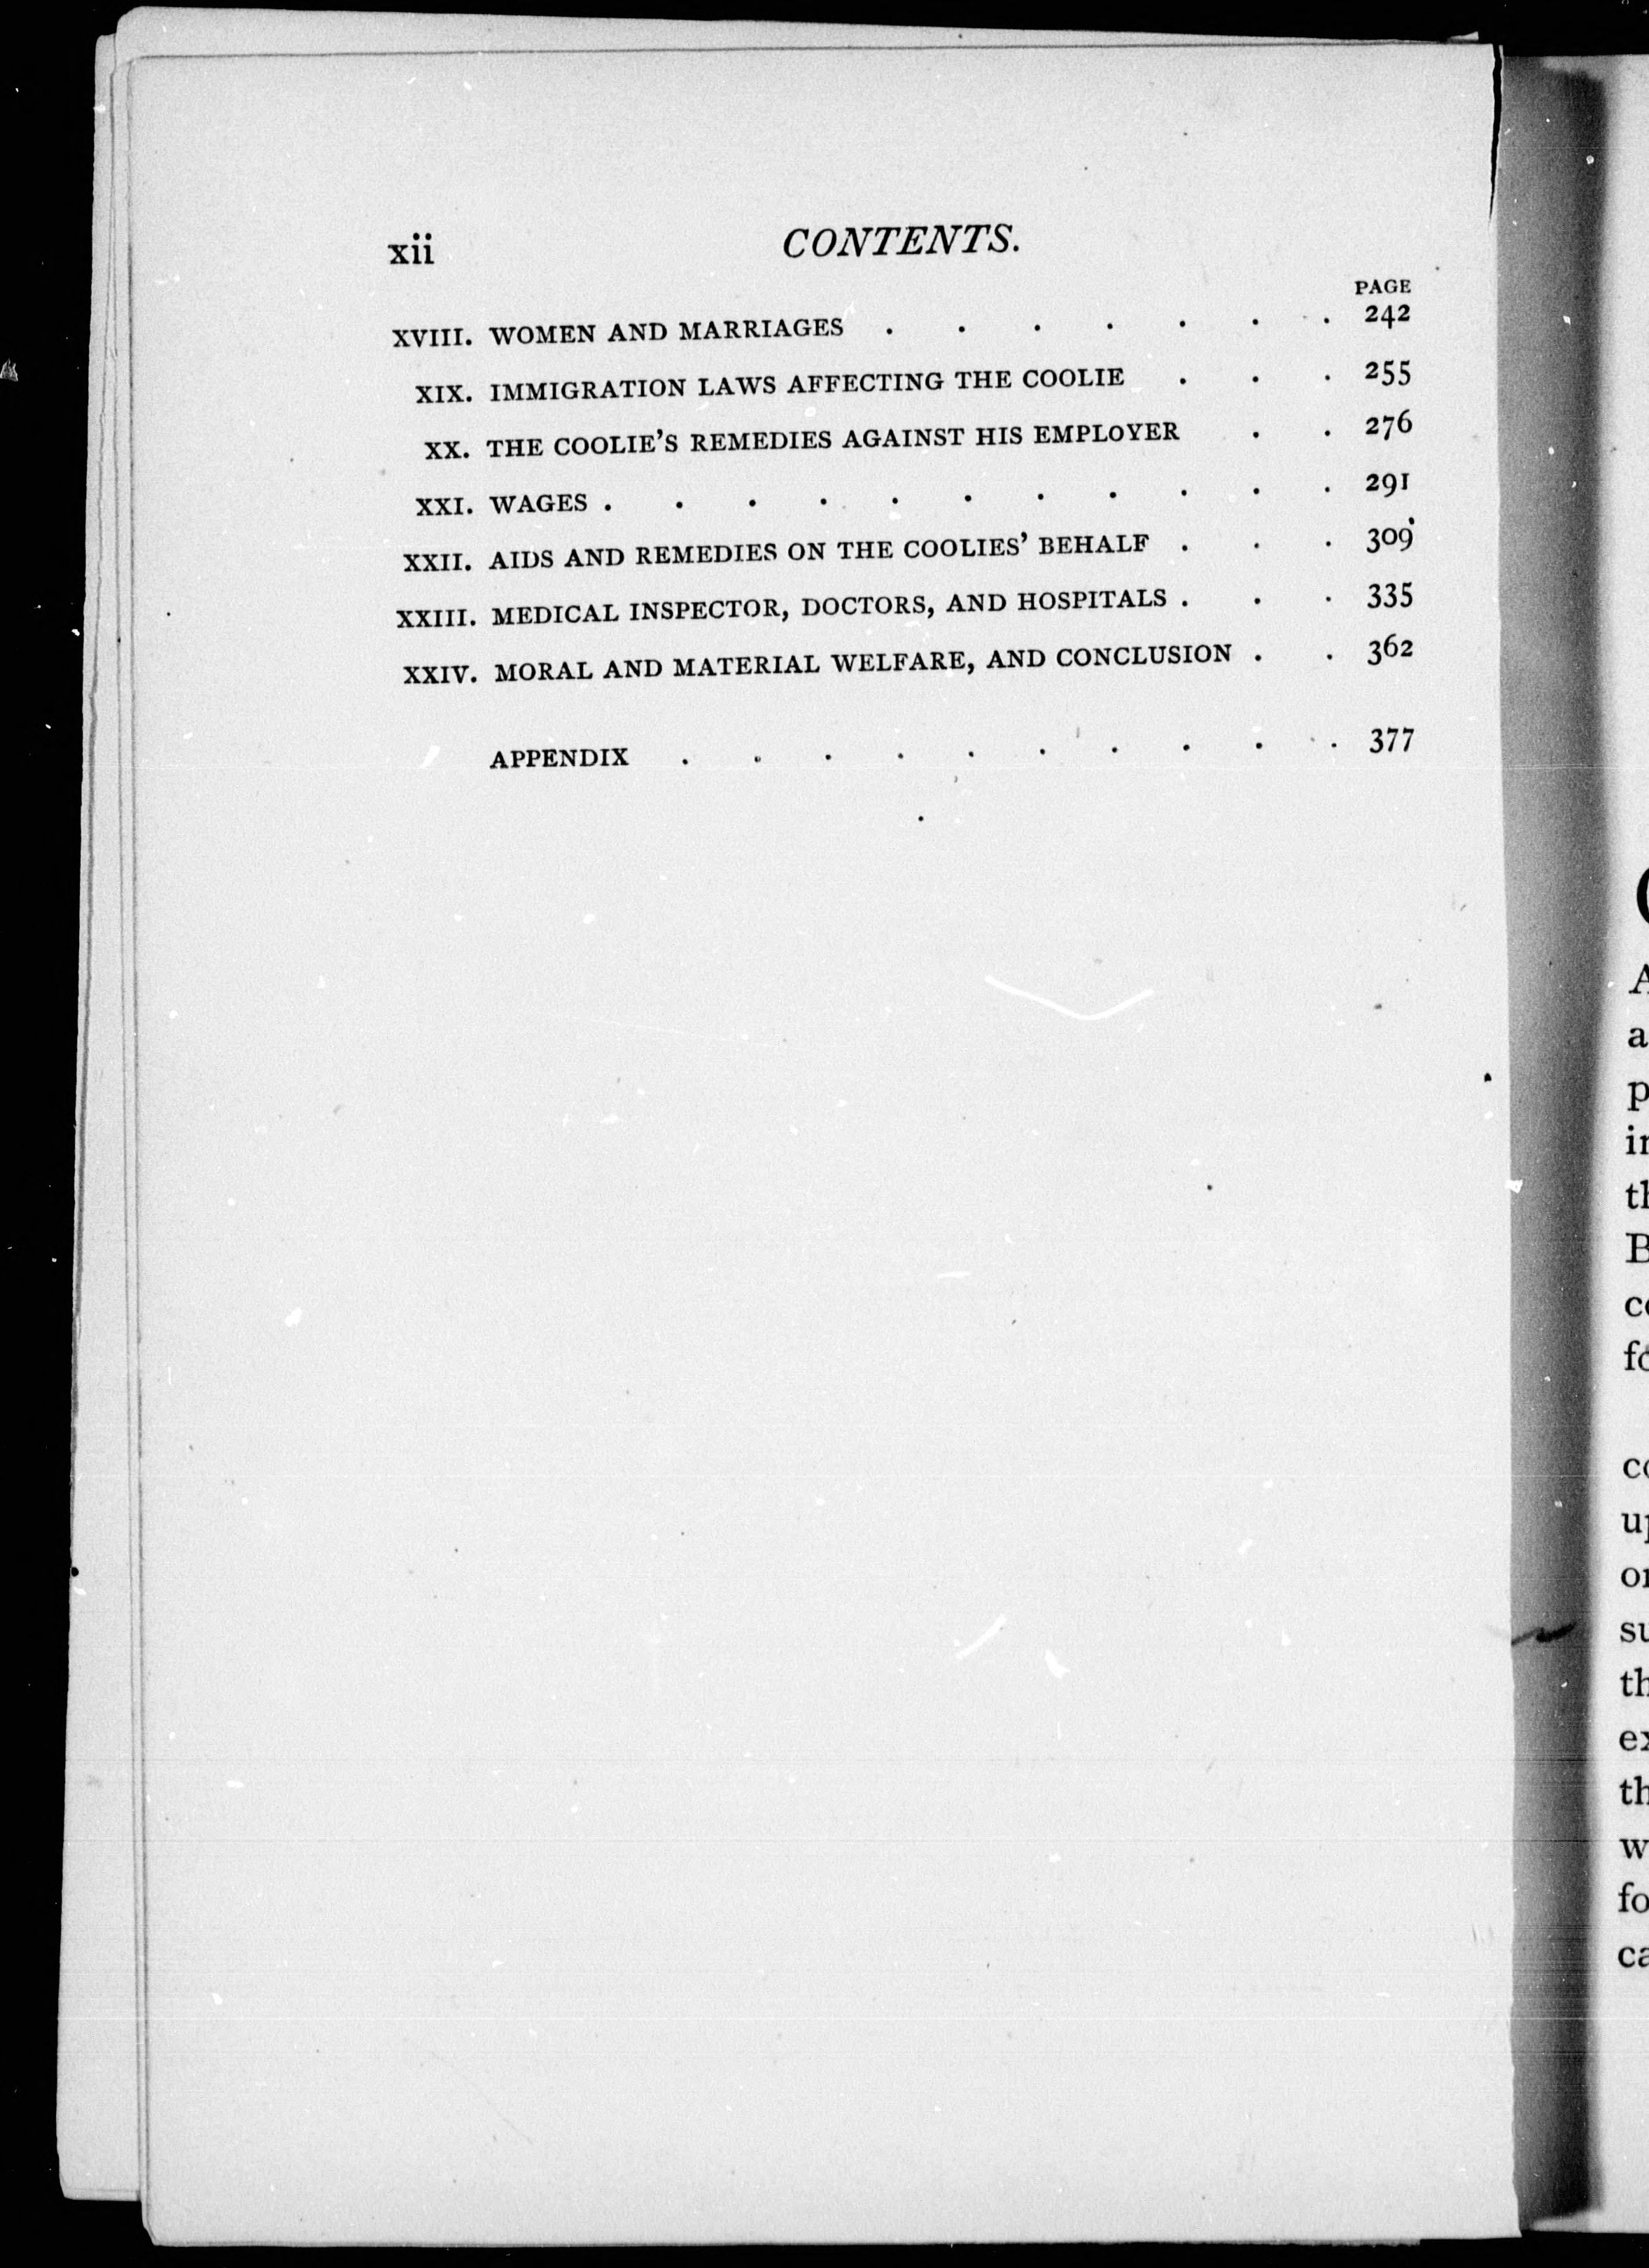 xii CONTENTS.
PAGE
XVIII. WOMEN AND MARRIAGES . . . . . . . 242
XIX. IMMIGRATION LAWS AFFECTING THE COOLIE . . . 255
XX. THE COOLIE'S REMEDIES AGAINST HIS EMPLOYER . . 276
XXI. WAGES . . . . . . . . . . . 291
XXII. AIDS AND REMEDIES ON THE COOLIES' BEHALF . . . 309
XXIII. MEDICAL INSPECTOR, DOCTORS, AND HOSPITALS . . . 335
XXIV. MORAL AND MATERIAL WELFARE, AND CONCLUSION . . 362
APPENDIX . . . . . . . . . . 377